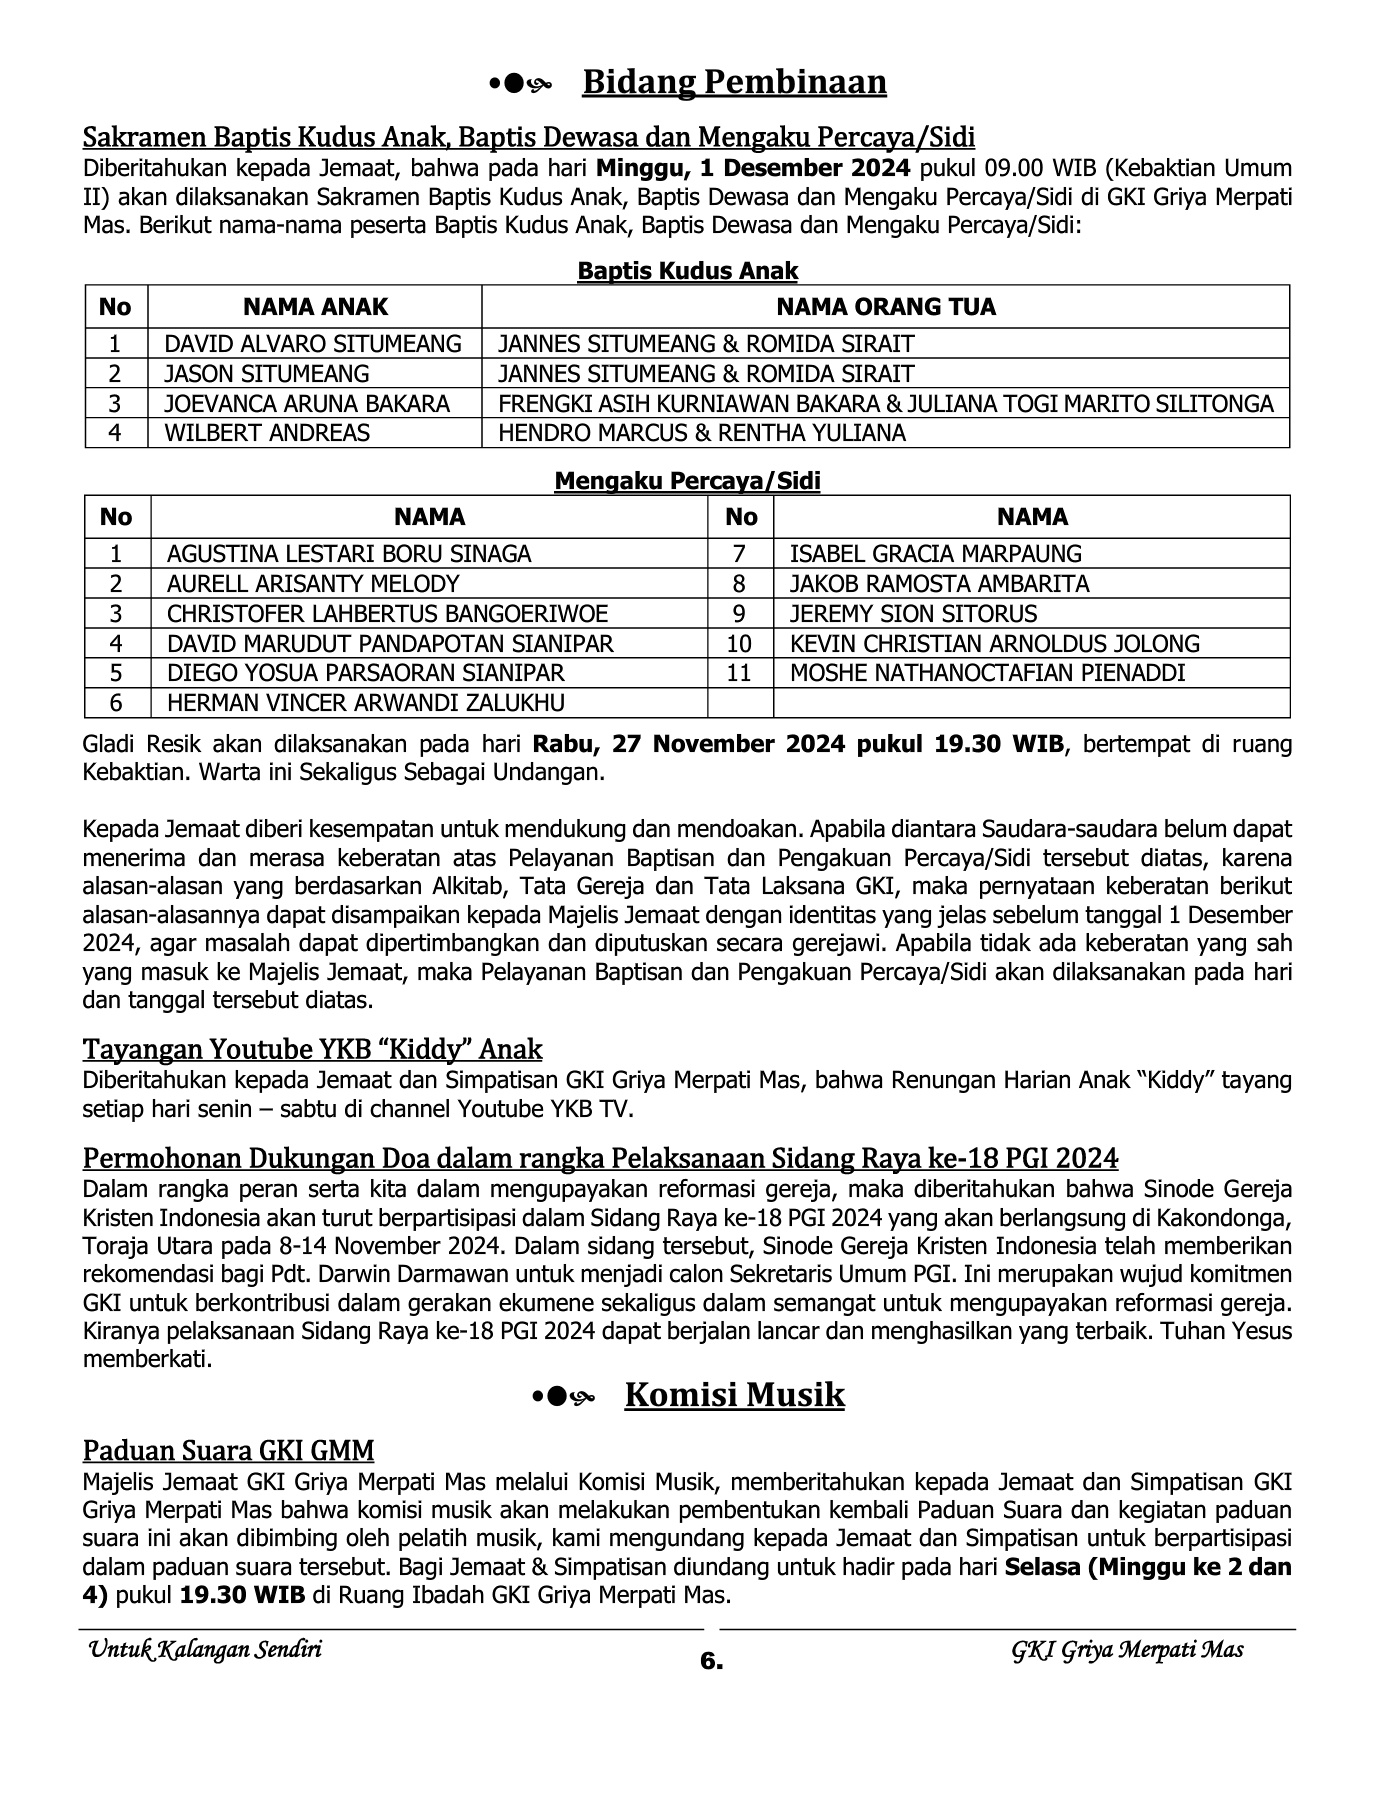 Bidang Pembinaan
Sakramen Baptis Kudus Anak, Baptis Dewasa dan Mengaku Percaya/Sidi
Diberitahukan kepada Jemaat, bahwa pada hari Minggu, 1 Desember 2024 pukul 09.00 WIB (Kebaktian Umum
II) akan dilaksanakan Sakramen Baptis Kudus Anak, Baptis Dewasa dan Mengaku Percaya/Sidi di GKI Griya Merpati
Mas. Berikut nama-nama peserta Baptis Kudus Anak, Baptis Dewasa dan Mengaku Percaya/Sidi:
Baptis Kudus Anak
No NAMA ANAK NAMA ORANG TUA
1 DAVID ALVARO SITUMEANG JANNES SITUMEANG & ROMIDA SIRAIT
2 JASON SITUMEANG JANNES SITUMEANG & ROMIDA SIRAIT
3 JOEVANCA ARUNA BAKARA FRENGKI ASIH KURNIAWAN BAKARA & JULIANA TOGI MARITO SILITONGA
4 WILBERT ANDREAS HENDRO MARCUS & RENTHA YULIANA
Mengaku Percaya/Sidi
No NAMA No NAMA
1 AGUSTINA LESTARI BORU SINAGA 7 ISABEL GRACIA MARPAUNG
2 AURELL ARISANTY MELODY 8 JAKOB RAMOSTA AMBARITA
3 CHRISTOFER LAHBERTUS BANGOERIWOE 9 JEREMY SION SITORUS
4 DAVID MARUDUT PANDAPOTAN SIANIPAR 10 KEVIN CHRISTIAN ARNOLDUS JOLONG
5 DIEGO YOSUA PARSAORAN SIANIPAR 11 MOSHE NATHANOCTAFIAN PIENADDI
6 HERMAN VINCER ARWANDI ZALUKHU
Gladi Resik akan dilaksanakan pada hari Rabu, 27 November 2024 pukul 19.30 WIB, bertempat di ruang
Kebaktian. Warta ini Sekaligus Sebagai Undangan.
Kepada Jemaat diberi kesempatan untuk mendukung dan mendoakan. Apabila diantara Saudara-saudara belum dapat
menerima dan merasa keberatan atas Pelayanan Baptisan dan Pengakuan Percaya/Sidi tersebut diatas, karena
alasan-alasan yang berdasarkan Alkitab, Tata Gereja dan Tata Laksana GKI, maka pernyataan keberatan berikut
alasan-alasannya dapat disampaikan kepada Majelis Jemaat dengan identitas yang jelas sebelum tanggal 1 Desember
2024, agar masalah dapat dipertimbangkan dan diputuskan secara gerejawi. Apabila tidak ada keberatan yang sah
yang masuk ke Majelis Jemaat, maka Pelayanan Baptisan dan Pengakuan Percaya/Sidi akan dilaksanakan pada hari
dan tanggal tersebut diatas.
Tayangan Youtube YKB “Kiddy” Anak
Diberitahukan kepada Jemaat dan Simpatisan GKI Griya Merpati Mas, bahwa Renungan Harian Anak “Kiddy” tayang
setiap hari senin – sabtu di channel Youtube YKB TV.
Permohonan Dukungan Doa dalam rangka Pelaksanaan Sidang Raya ke-18 PGI 2024
Dalam rangka peran serta kita dalam mengupayakan reformasi gereja, maka diberitahukan bahwa Sinode Gereja
Kristen Indonesia akan turut berpartisipasi dalam Sidang Raya ke-18 PGI 2024 yang akan berlangsung di Kakondonga,
Toraja Utara pada 8-14 November 2024. Dalam sidang tersebut, Sinode Gereja Kristen Indonesia telah memberikan
rekomendasi bagi Pdt. Darwin Darmawan untuk menjadi calon Sekretaris Umum PGI. Ini merupakan wujud komitmen
GKI untuk berkontribusi dalam gerakan ekumene sekaligus dalam semangat untuk mengupayakan reformasi gereja.
Kiranya pelaksanaan Sidang Raya ke-18 PGI 2024 dapat berjalan lancar dan menghasilkan yang terbaik. Tuhan Yesus
memberkati.
Komisi Musik
Paduan Suara GKI GMM
Majelis Jemaat GKI Griya Merpati Mas melalui Komisi Musik, memberitahukan kepada Jemaat dan Simpatisan GKI
Griya Merpati Mas bahwa komisi musik akan melakukan pembentukan kembali Paduan Suara dan kegiatan paduan
suara ini akan dibimbing oleh pelatih musik, kami mengundang kepada Jemaat dan Simpatisan untuk berpartisipasi
dalam paduan suara tersebut. Bagi Jemaat & Simpatisan diundang untuk hadir pada hari Selasa (Minggu ke 2 dan
4) pukul 19.30 WIB di Ruang Ibadah GKI Griya Merpati Mas.
Untuk Kalangan Sendiri
6.
GKI Griya Merpati Mas